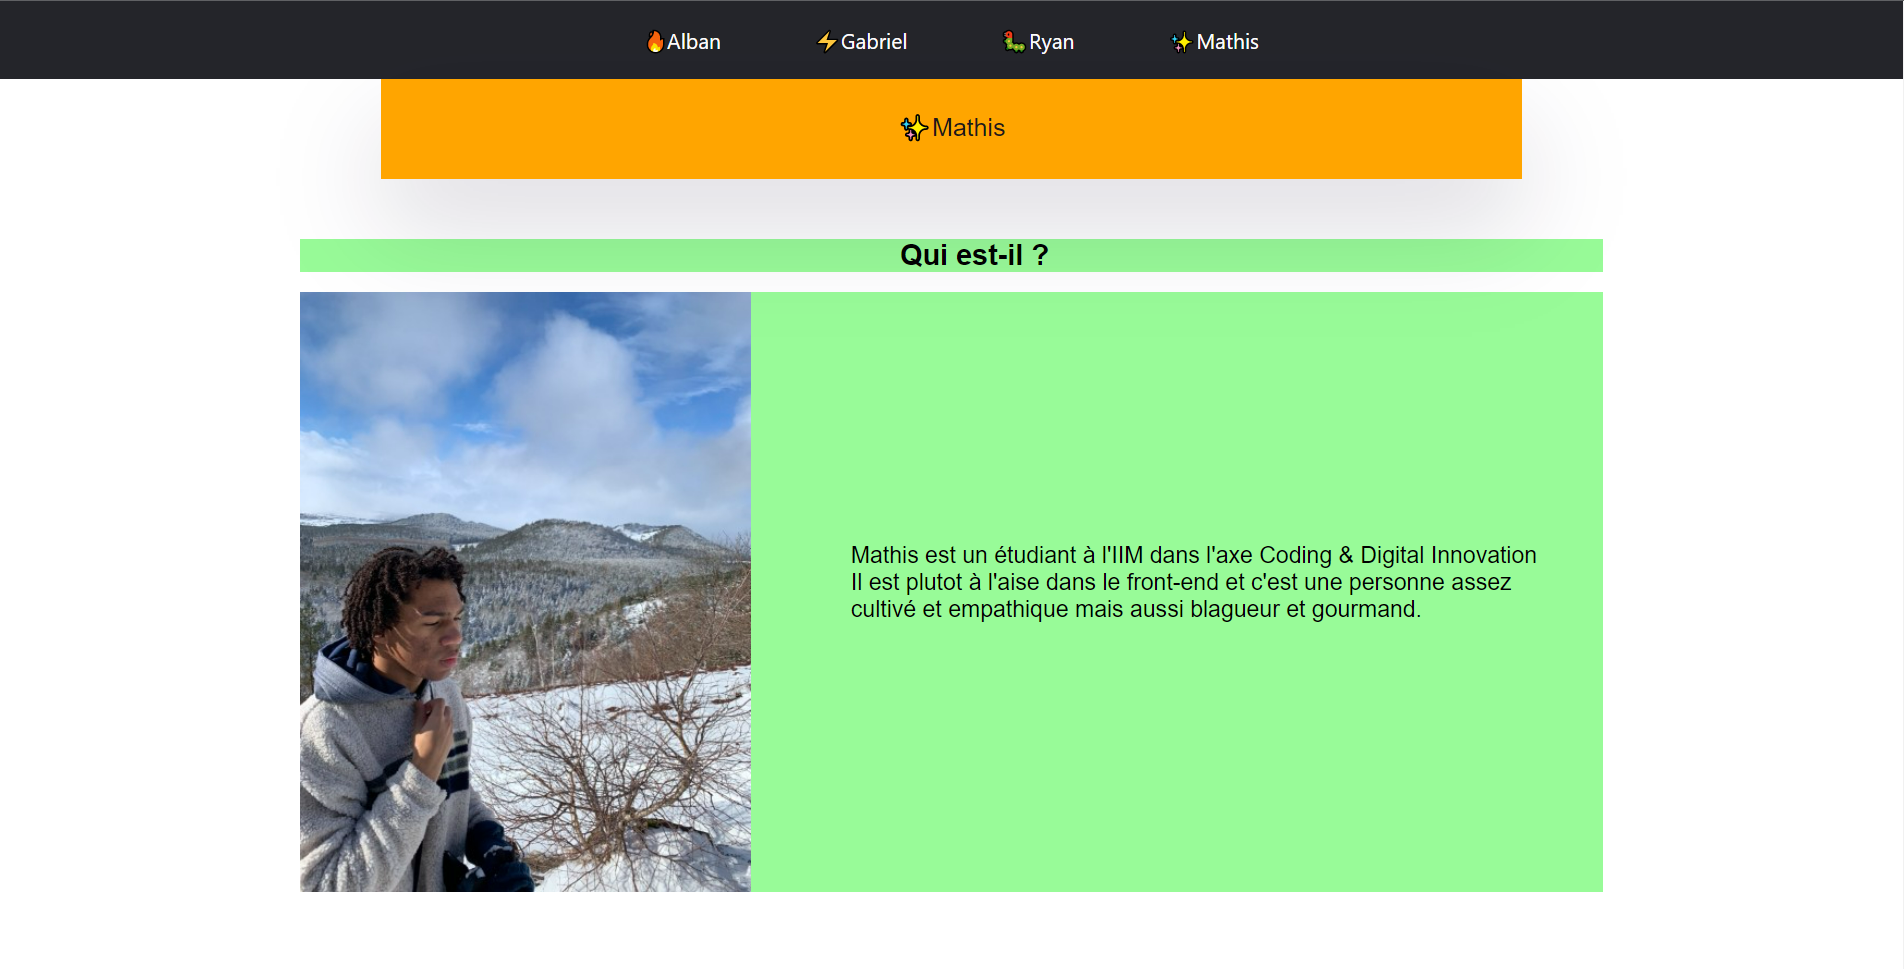 🔥Alban ⚡Gabriel 🐛Ryan ✨Mathis
✨Mathis
Qui est-il ?
Mathis est un étudiant à l'IIM dans l'axe Coding & Digital Innovation
Il est plutot à l'aise dans le front-end et c'est une personne assez
cultivé et empathique mais aussi blagueur et gourmand.